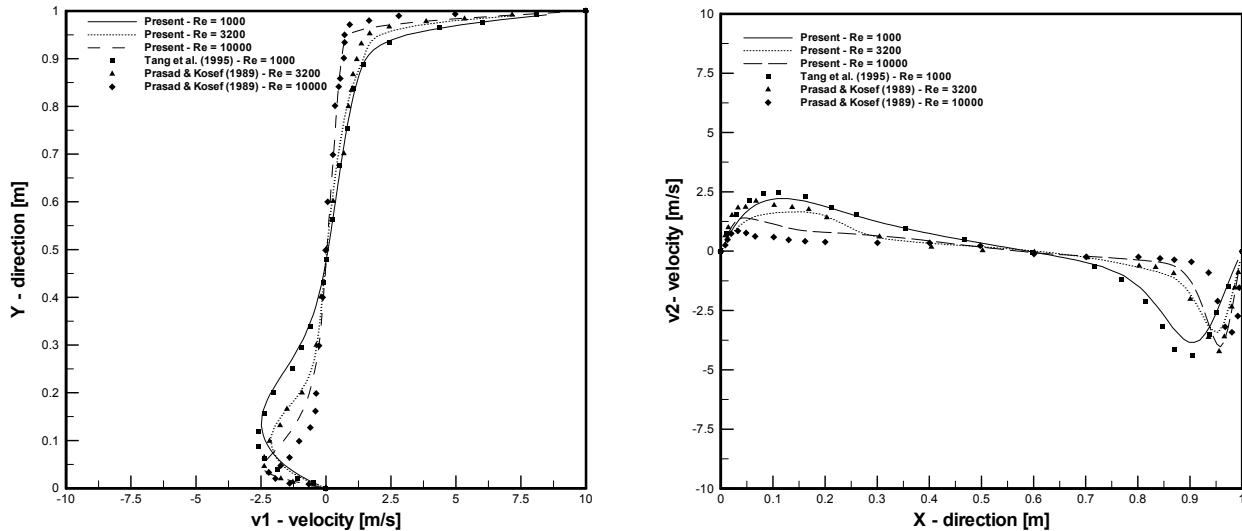 Present - Re = 1000
Present - Re = 3200
Present - Re = 10000
Tang et al. (1995) - Re = 1000
Prasad & Kosef (1989) - Re = 3200
Prasad & Kosef (1989) - Re = 10000
1
0.9
0.8
0.7
0.6
0.5
0.4
0.3
0.2
0.1
0
Y - direction [m]
-10
-7.5
-5
-2.5
0
2.5
5
7.5
10
v1 - velocity [m/s]
Present - Re = 1000
Present - Re = 3200
Present - Re = 10000
Tang et al. (1995) - Re = 1000
Prasad & Kosef (1989) - Re = 3200
Prasad & Kosef (1989) - Re = 10000
10
7.5
5
2.5
0
-2.5
-5
-7.5
-10
v2- velocity [m/s]
0
0.1
0.2
0.3
0.4
0.5
0.6
0.7
0.8
0.9
1
X - direction [m]